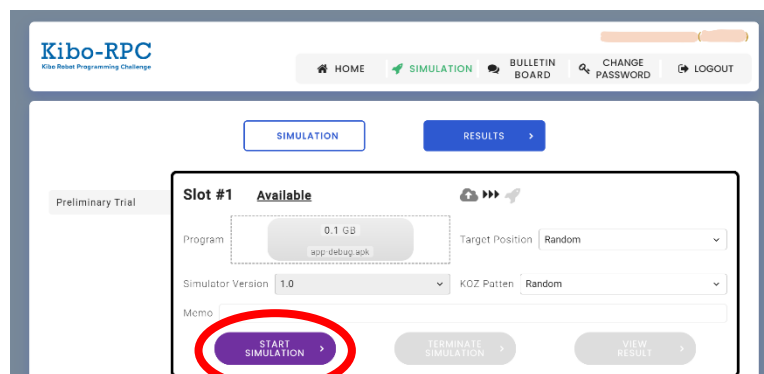 Kibo-RPC
Kibo Robot Programming Challenge
HOME SIMULATION BULLETIN BOARD CHANGE PASSWORD LOGOUT
SIMULATION RESULTS
Preliminary Trial
Slot #1 Available
Program 0.1 GB app-debug.apk Target Position Random
Simulator Version 1.0 KOZ Patten Random
Memo
START SIMULATION TERMINATE SIMULATION VIEW RESULT